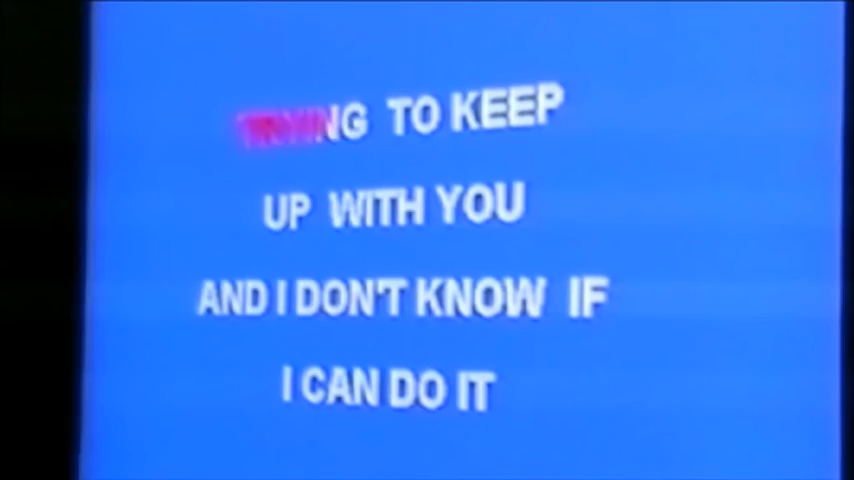 TRYING TO KEEP
UP WITH YOU
AND I DON'T KNOW IF
I CAN DO IT